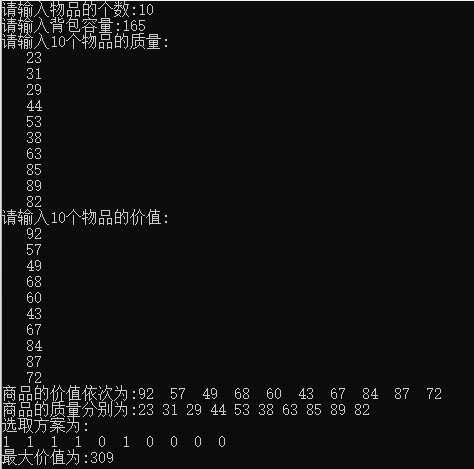 请输入物品的个数:10
请输入背包容量:165
请输入10个物品的质量:
23
31
29
44
53
38
63
85
89
82
请输入10个物品的价值:
92
57
49
68
60
43
67
84
87
72
商品的价值依次为:92 57 49 68 60 43 67 84 87 72
商品的质量分别为:23 31 29 44 53 38 63 85 89 82
选取方案为:
1 1 1 1 0 1 0 0 0 0
最大价值为:309